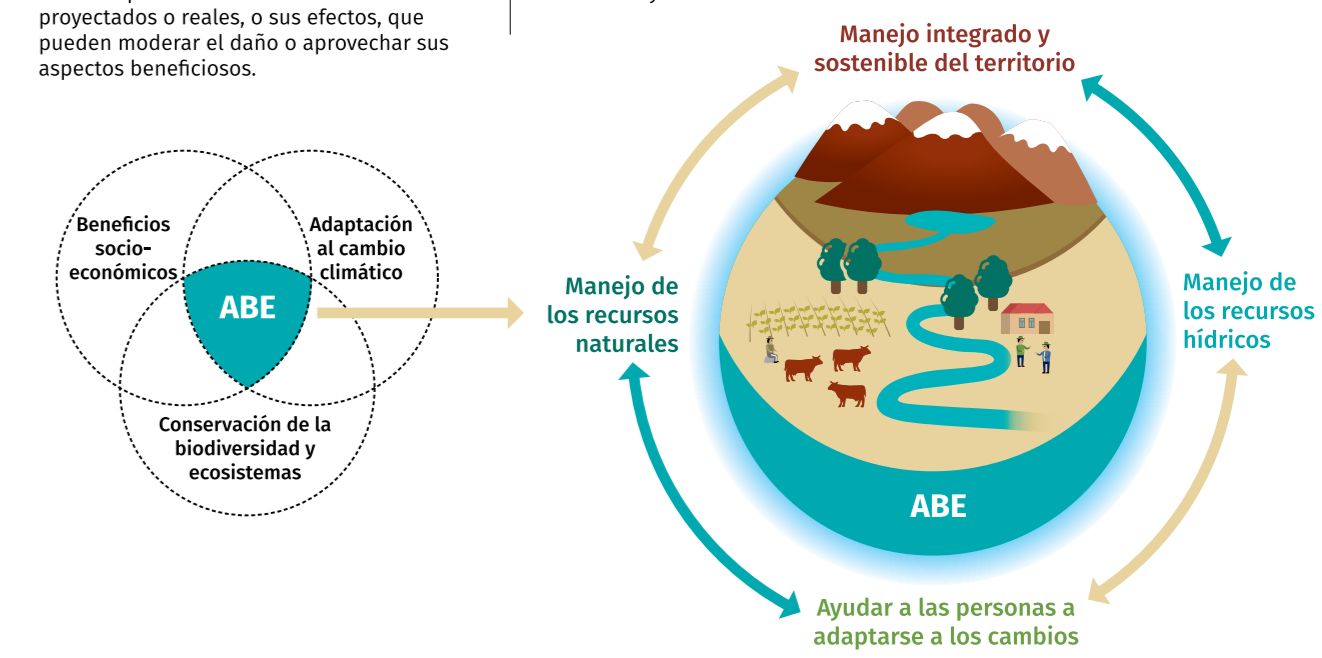 proyectados o reales, o sus efectos, que
pueden moderar el daño o aprovechar sus
aspectos beneficiosos.
Beneficios
socio-
económicos
Adaptación
al cambio
climático
ABE
Conservación de la
biodiversidad y
ecosistemas
Manejo integrado y
sostenible del territorio
Manejo de
los recursos
naturales
Manejo de
los recursos
hídricos
ABE
Ayudar a las personas a
adaptarse a los cambios